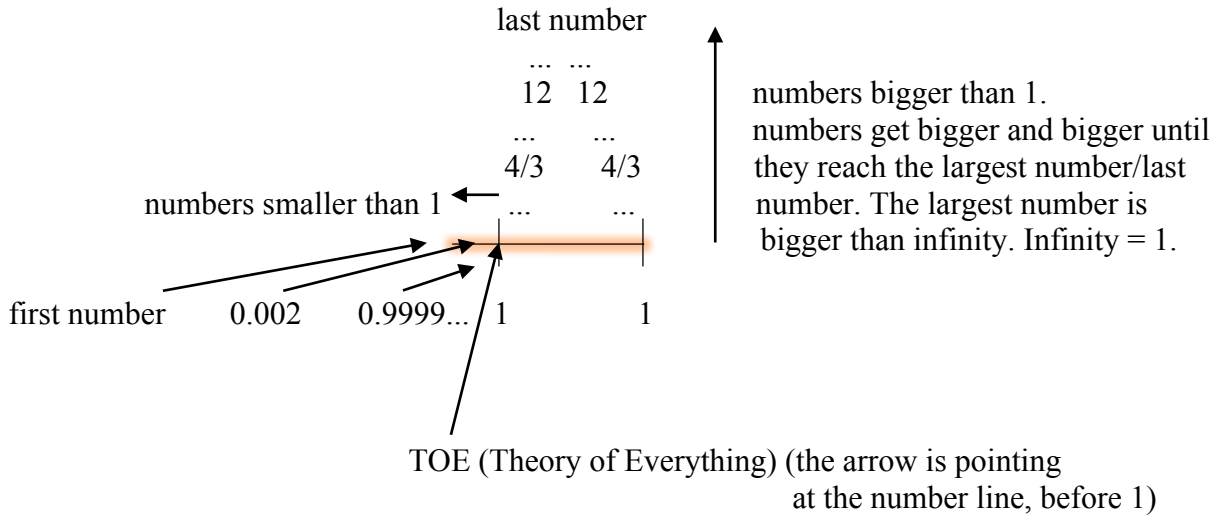 last number
... ...
12 12
... ...
4/3 4/3
numbers smaller than 1
... ...
numbers bigger than 1.
numbers get bigger and bigger until
they reach the largest number/last
number. The largest number is
bigger than infinity. Infinity = 1.
first number 0.002 0.9999... 1 1
TOE (Theory of Everything) (the arrow is pointing
at the number line, before 1)